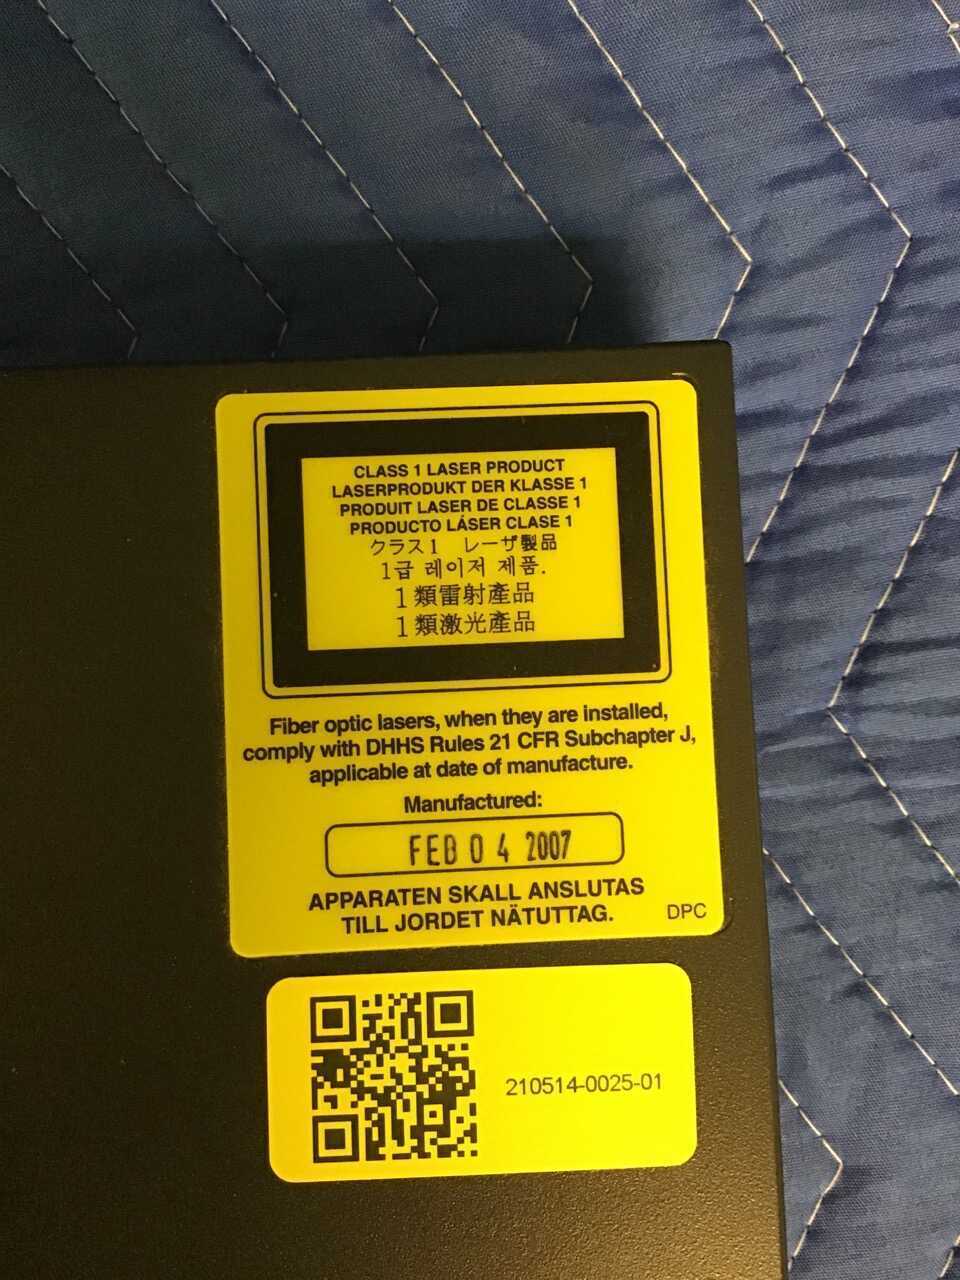 CLASS 1 LASER PRODUCT
LASERPRODUKT DER KLASSE 1
PRODUIT LASER DE CLASSE 1
PRODUCTO LÁSER CLASE 1
クラス1 レーザ製品
1급 레이저 제품.
1類雷射產品
1類激光產品
Fiber optic lasers, when they are installed,
comply with DHHS Rules 21 CFR Subchapter J,
applicable at date of manufacture.
Manufactured:
FEB 04 2007
APPARATEN SKALL ANSLUTAS
TILL JORDET NÄTUTTAG.
DPC
210514-0025-01